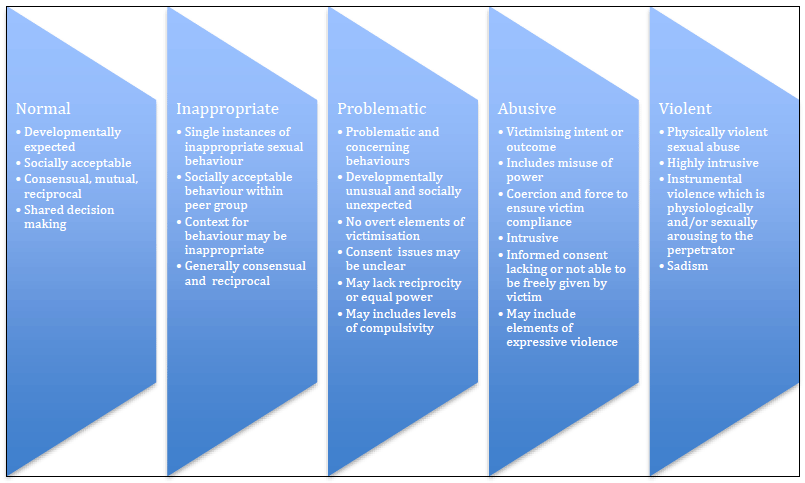 Normal
• Developmentally
expected
• Socially acceptable
• Consensual, mutual,
reciprocal
• Shared decision
making
Inappropriate
• Single instances of
inappropriate sexual
behaviour
• Socially acceptable
behaviour within
peer group
• Context for
behaviour may be
inappropriate
• Generally consensual
and reciprocal
Problematic
• Problematic and
concerning
behaviours
• Developmentally
unusual and socially
unexpected
• No overt elements of
victimisation
• Consent issues may
be unclear
• May lack reciprocity
or equal power
• May includes levels
of compulsivity
Abusive
• Victimising intent or
outcome
• Includes misuse of
power
• Coercion and force to
ensure victim
compliance
• Intrusive
• Informed consent
lacking or not able to
be freely given by
victim
• May include
elements of
expressive violence
Violent
• Physically violent
sexual abuse
• Highly intrusive
• Instrumental
violence which is
physiologically
and/or sexually
arousing to the
perpetrator
• Sadism